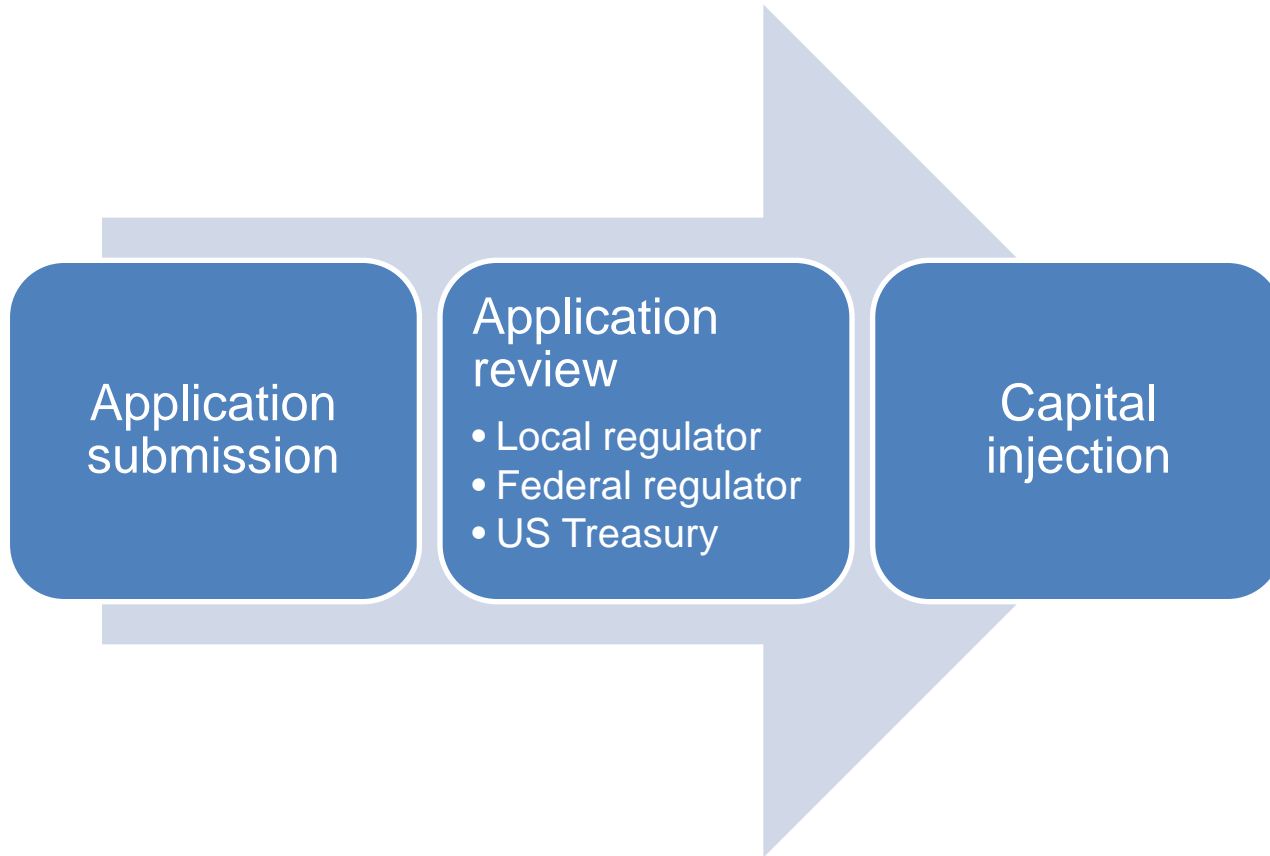 Application
submission
Application
review
• Local regulator
• Federal regulator
• US Treasury
Capital
injection